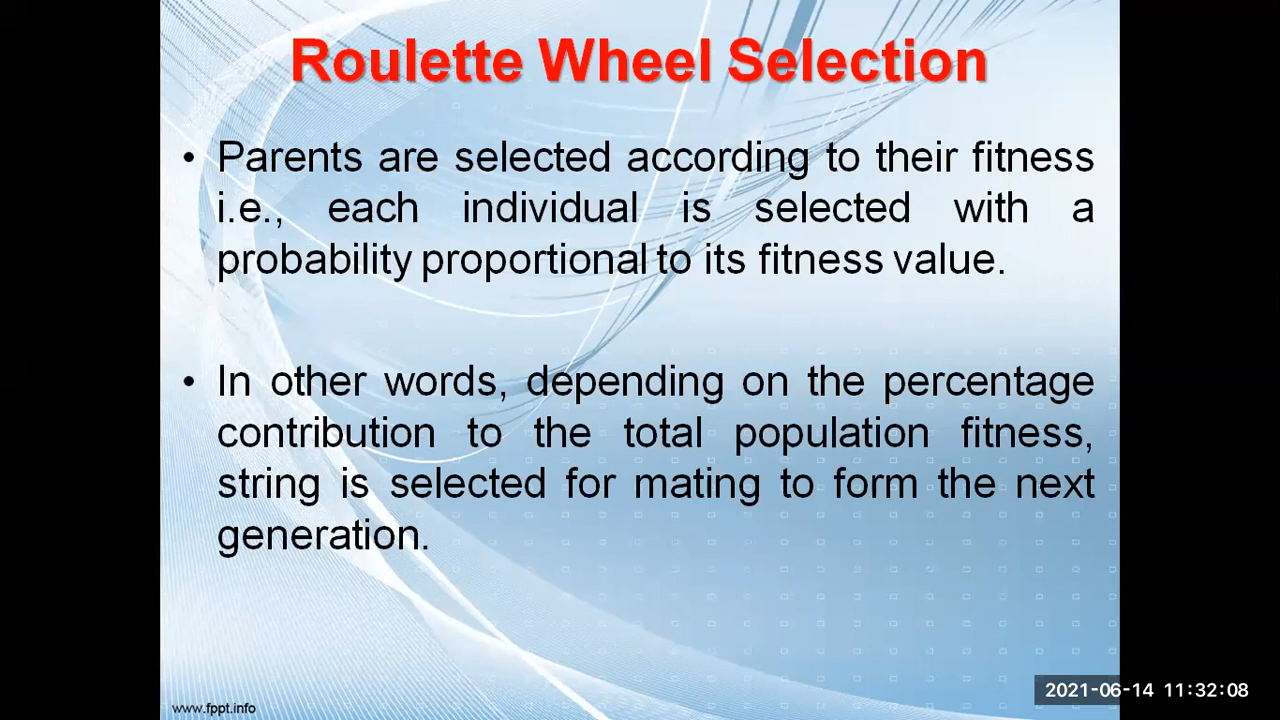 Roulette Wheel Selection
• Parents are selected according to their fitness
i.e., each individual is selected with a
probability proportional to its fitness value.
• In other words, depending on the percentage
contribution to the total population fitness,
string is selected for mating to form the next
generation.
www.fppt.info
2021-06-14 11:32:08